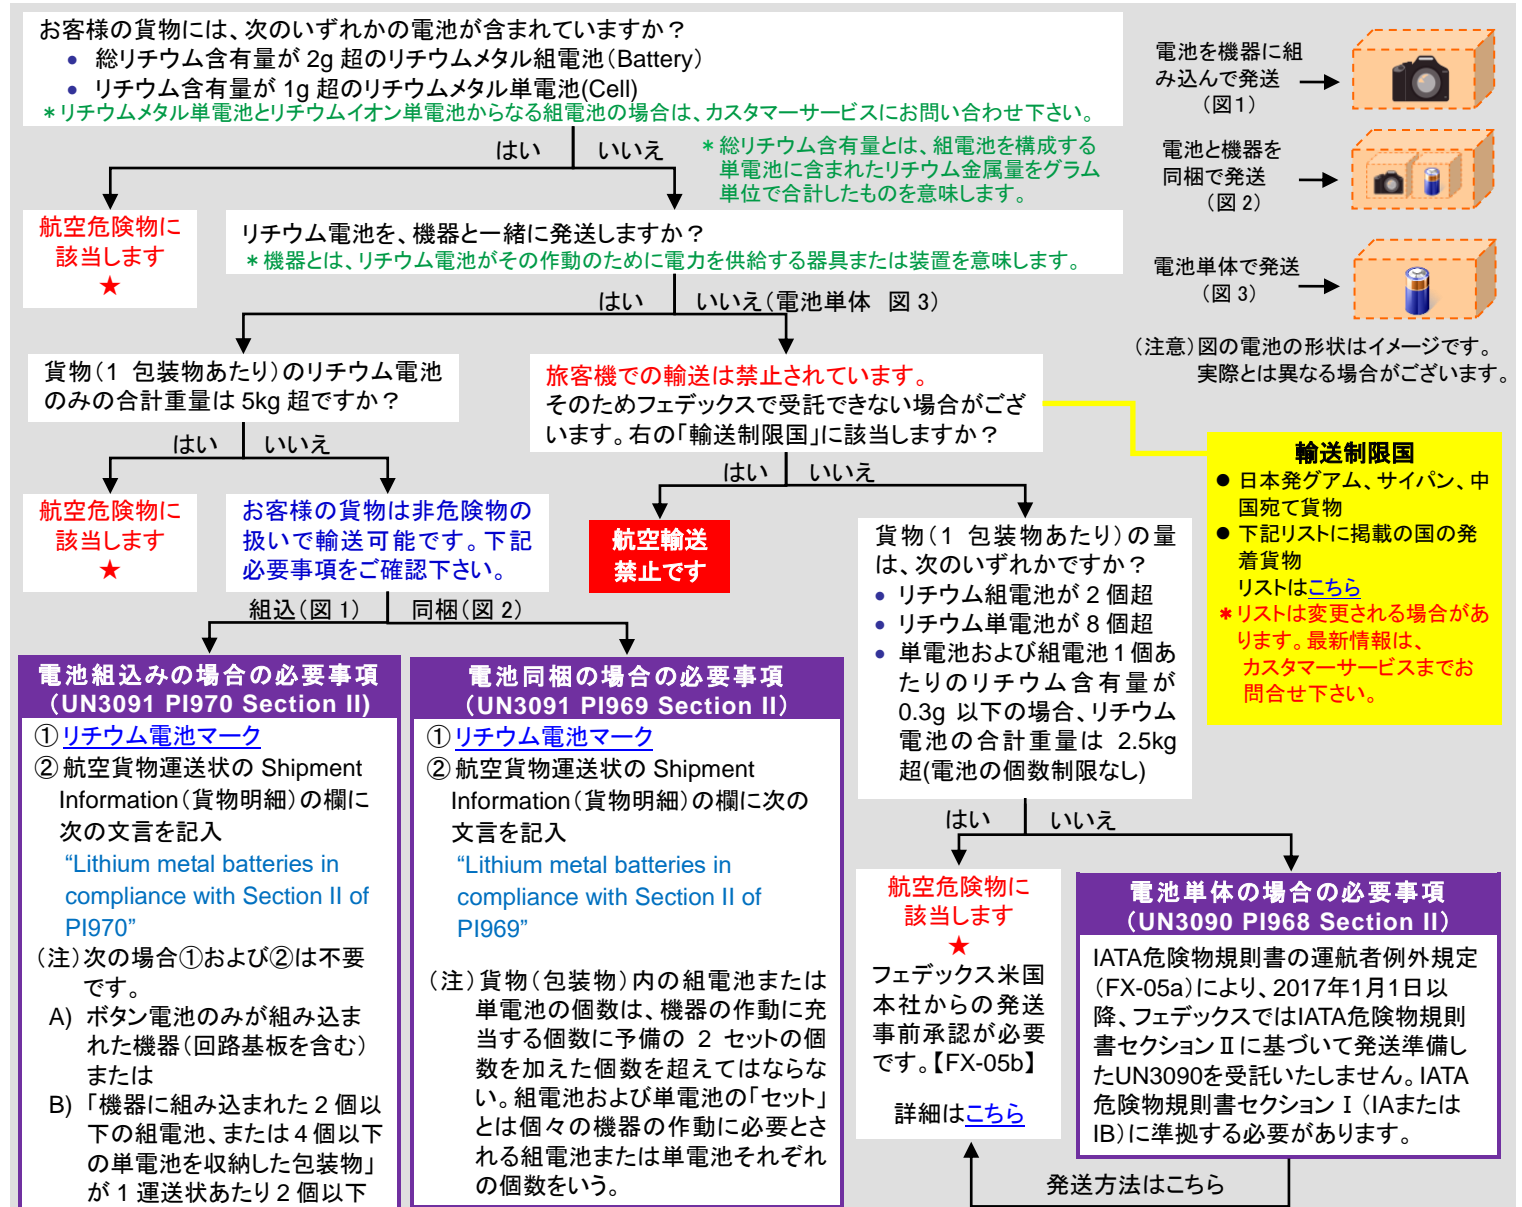 お客様の貨物には、次のいずれかの電池が含まれていますか？
● 総リチウム含有量が 2g 超のリチウムメタル組電池（Battery）
● リチウム含有量が 1g 超のリチウムメタル単電池(Cell)
＊リチウムメタル単電池とリチウムイオン単電池からなる組電池の場合は、カスタマーサービスにお問い合わせ下さい。
はい
いいえ
＊総リチウム含有量とは、組電池を構成する
単電池に含まれたリチウム金属量をグラム
単位で合計したものを意味します。
電池を機器に組
み込んで発送
（図１）
電池と機器を
同梱で発送
（図 2）
電池単体で発送
（図 3）
（注意）図の電池の形状はイメージです。
実際とは異なる場合がございます。
航空危険物に
該当します
★
リチウム電池を、機器と一緒に発送しますか？
＊機器とは、リチウム電池がその作動のために電力を供給する器具または装置を意味します。
はい
いいえ（電池単体 図 3）
貨物（1 包装物あたり）のリチウム電池
のみの合計重量は 5kg 超ですか？
旅客機での輸送は禁止されています。
そのためフェデックスで受託できない場合がござ
います。右の「輸送制限国」に該当しますか？
輸送制限国
● 日本発グアム、サイパン、中
国宛て貨物
● 下記リストに掲載の国の発
着貨物
リストはこちら
＊リストは変更される場合があ
ります。最新情報は、
カスタマーサービスまでお
問合せ下さい。
はい
いいえ
はい
いいえ
航空危険物に
該当します
★
お客様の貨物は非危険物の
扱いで輸送可能です。下記
必要事項をご確認下さい。
航空輸送
禁止です
貨物（1 包装物あたり）の量
は、次のいずれかですか？
● リチウム組電池が 2 個超
● リチウム単電池が 8 個超
● 単電池および組電池１個あ
たりのリチウム含有量が
0.3g 以下の場合、リチウム
電池の合計重量は 2.5kg
超(電池の個数制限なし)
組込（図 1）
同梱（図 2）
電池組込みの場合の必要事項
（UN3091 PI970 Section II）
①リチウム電池マーク
②航空貨物運送状の Shipment
Information（貨物明細）の欄に
次の文言を記入
“Lithium metal batteries in
compliance with Section II of
PI970”
（注）次の場合①および②は不要
です。
A) ボタン電池のみが組み込ま
れた機器（回路基板を含む）
または
B) 「機器に組み込まれた 2 個以
下の組電池、または４個以下
の単電池を収納した包装物」
が 1 運送状あたり 2 個以下
電池同梱の場合の必要事項
（UN3091 PI969 Section II）
①リチウム電池マーク
②航空貨物運送状の Shipment
Information（貨物明細）の欄に次の
文言を記入
“Lithium metal batteries in
compliance with Section II of
PI969”
（注）貨物（包装物）内の組電池または
単電池の個数は、機器の作動に充
当する個数に予備の 2 セットの個
数を加えた個数を超えてはならな
い。組電池および単電池の「セット」
とは個々の機器の作動に必要とさ
れる組電池または単電池それぞれ
の個数をいう。
はい
いいえ
航空危険物に
該当します
★
フェデックス米国
本社からの発送
事前承認が必要
です。【FX-05b】
詳細はこちら
電池単体の場合の必要事項
（UN3090 PI968 Section II）
IATA危険物規則書の運航者例外規定
（FX-05a）により、2017年1月1日以
降、フェデックスではIATA危険物規則
書セクションⅡに基づいて発送準備し
たUN3090を受託いたしません。IATA
危険物規則書セクションⅠ（IAまたは
IB）に準拠する必要があります。
発送方法はこちら